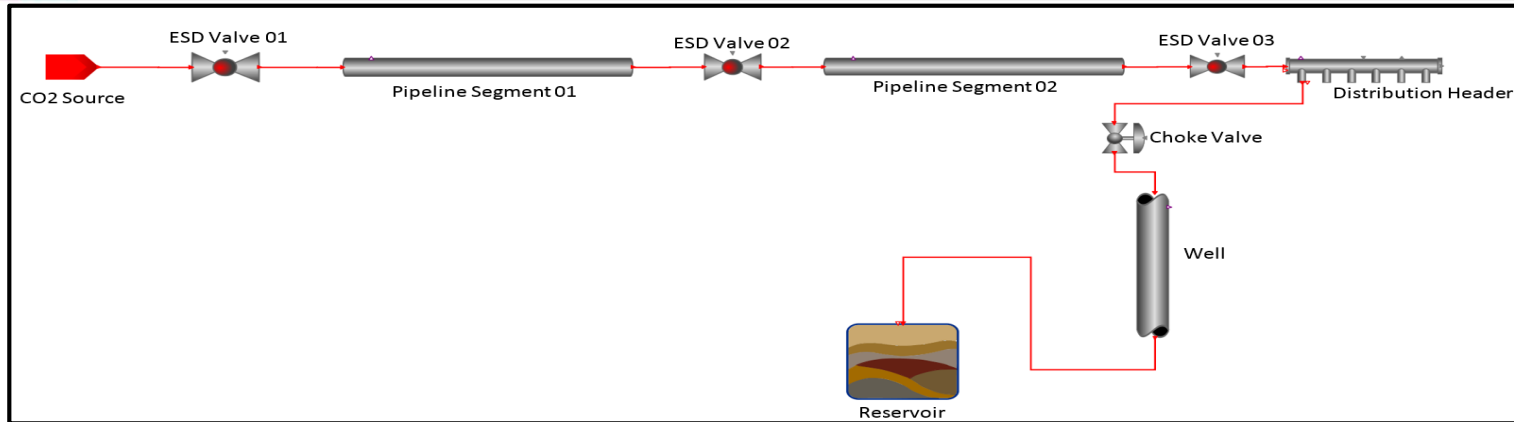 ESD Valve 01
ESD Valve 02
ESD Valve 03
CO2 Source
Pipeline Segment 01
Pipeline Segment 02
Distribution Header
Choke Valve
Well
Reservoir